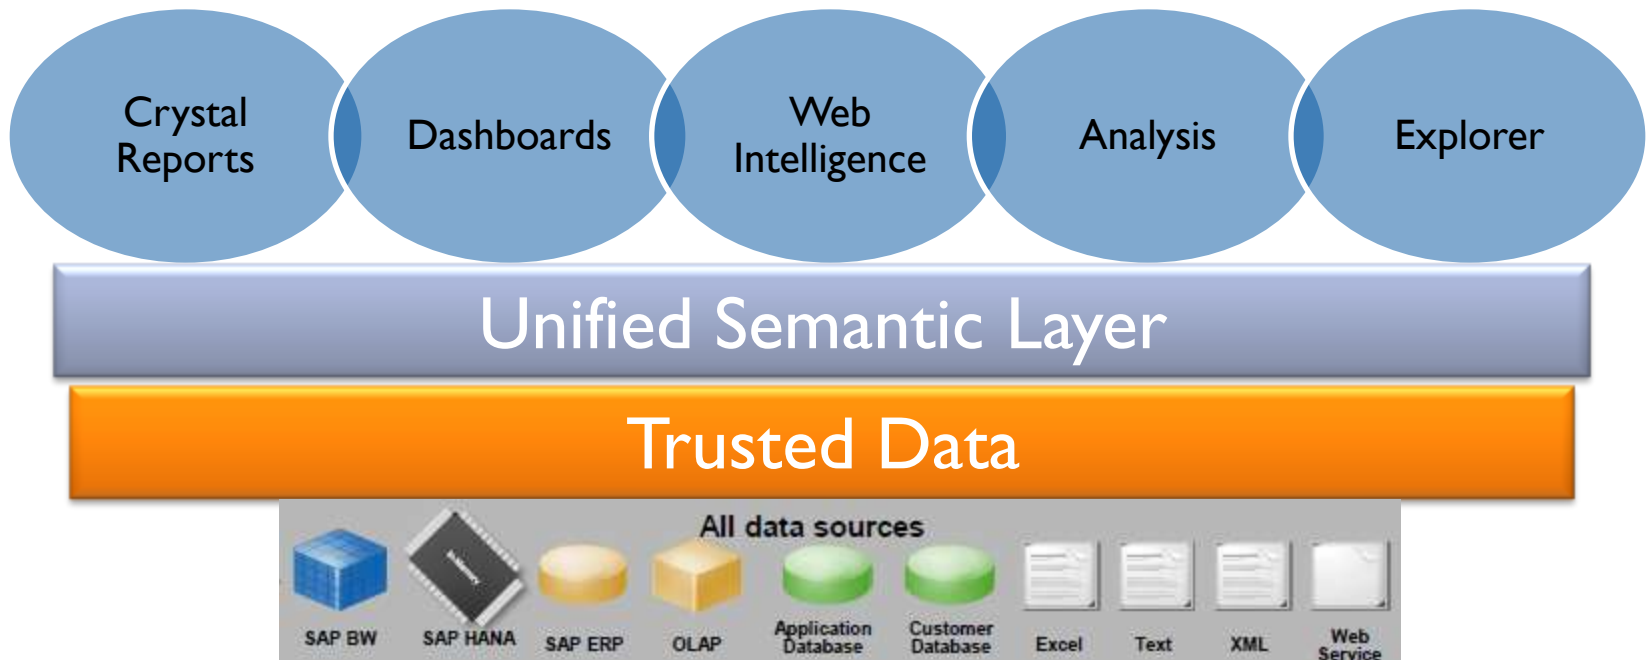 Crystal
Reports
Dashboards
Web
Intelligence
Analysis
Explorer
Unified Semantic Layer
Trusted Data
All data sources
SAP BW
SAP HANA
SAP ERP
OLAP
Application
Database
Customer
Database
Excel
Text
XML
Web
Service